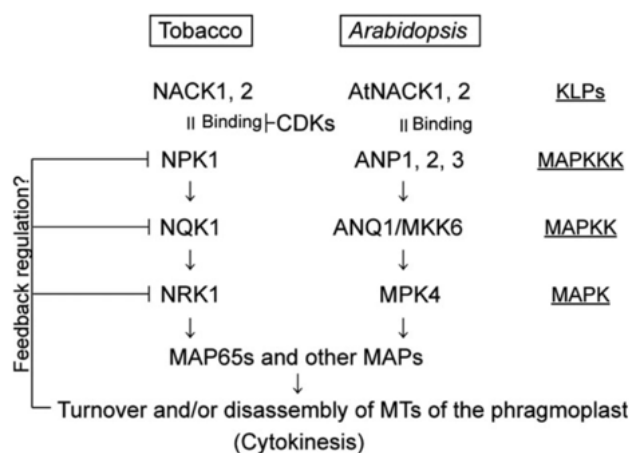 Tobacco Arabidopsis
NACK1, 2 AtNACK1, 2 KLPs
॥ Binding CDKs ॥ Binding
NPK1 ANP1, 2, 3 MAPKKK
↓ ↓
NQK1 ANQ1/MKK6 MAPKK
↓ ↓
NRK1 MPK4 MAPK
↓ ↓
MAP65s and other MAPs
↓
Turnover and/or disassembly of MTs of the phragmoplast
(Cytokinesis)
Feedback regulation?